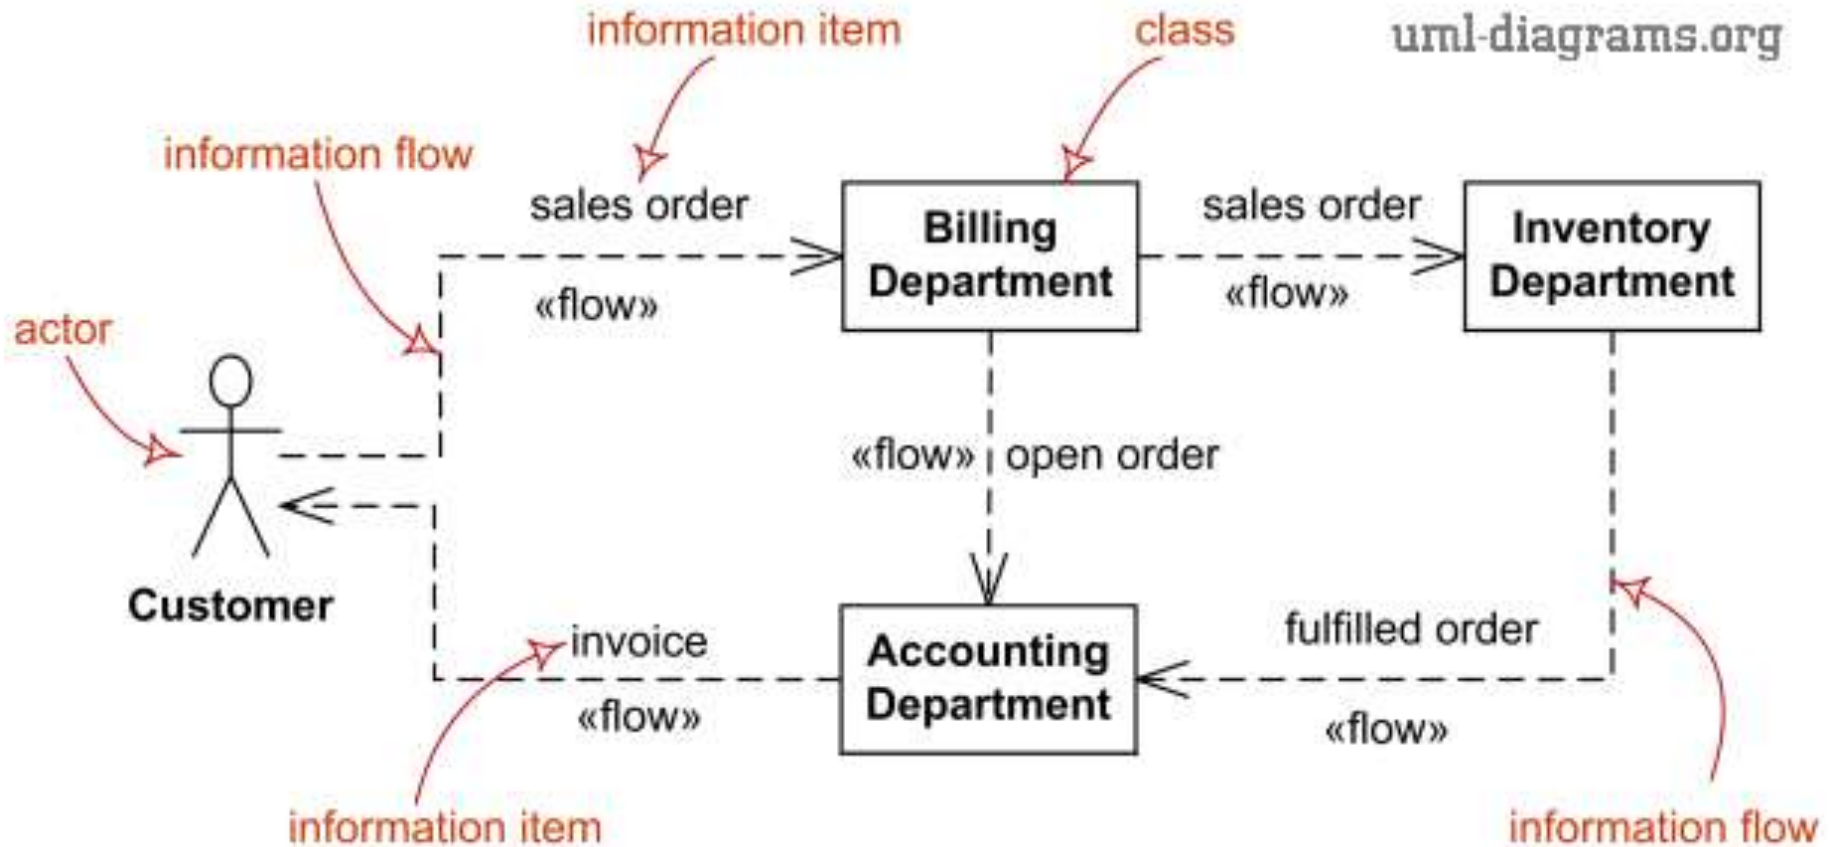 information item
class
uml-diagrams.org
information flow
sales order
Billing
Department
sales order
Inventory
Department
«flow»
«flow»
actor
«flow»
open order
Customer
invoice
Accounting
Department
fulfilled order
«flow»
«flow»
information item
information flow